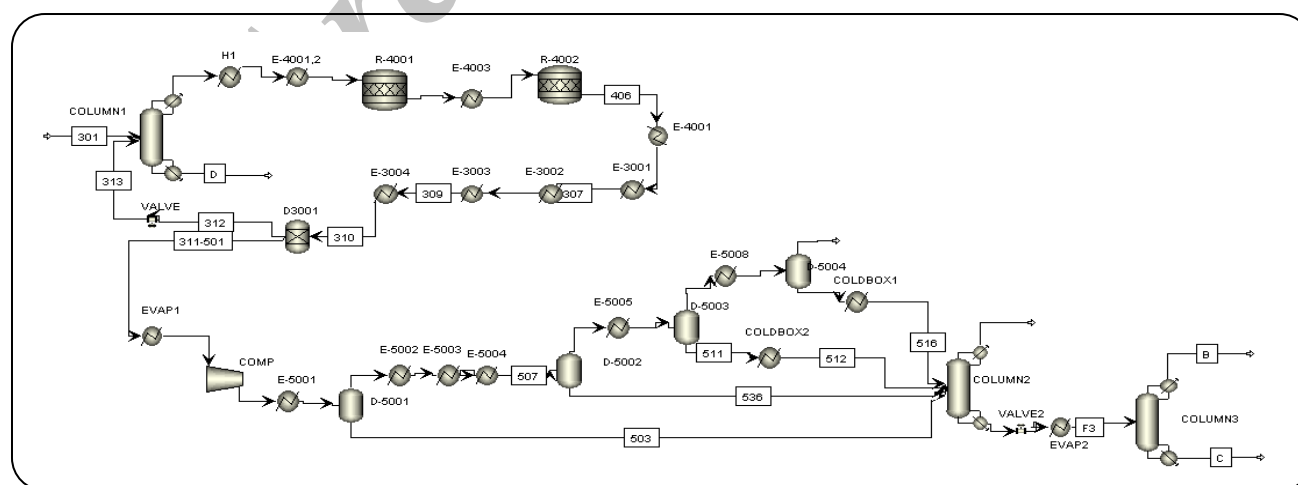 H1
E-4001,2
R-4001
E-4003
R-4002
406
COLUMN1
301
E-4001
D
313
E-3004
E-3003
E-3002
E-3001
309
307
VALVE
312
D3001
310
311-501
E-5008
D-5004
COLDBOX1
EVAP1
E-5005
D-5003
COLDBOX2
516
511
512
COMP
E-5002
E-5003
E-5004
507
D-5002
B
E-5001
D-5001
536
COLUMN2
VALVE2
F3
COLUMN3
EVAP2
503
C